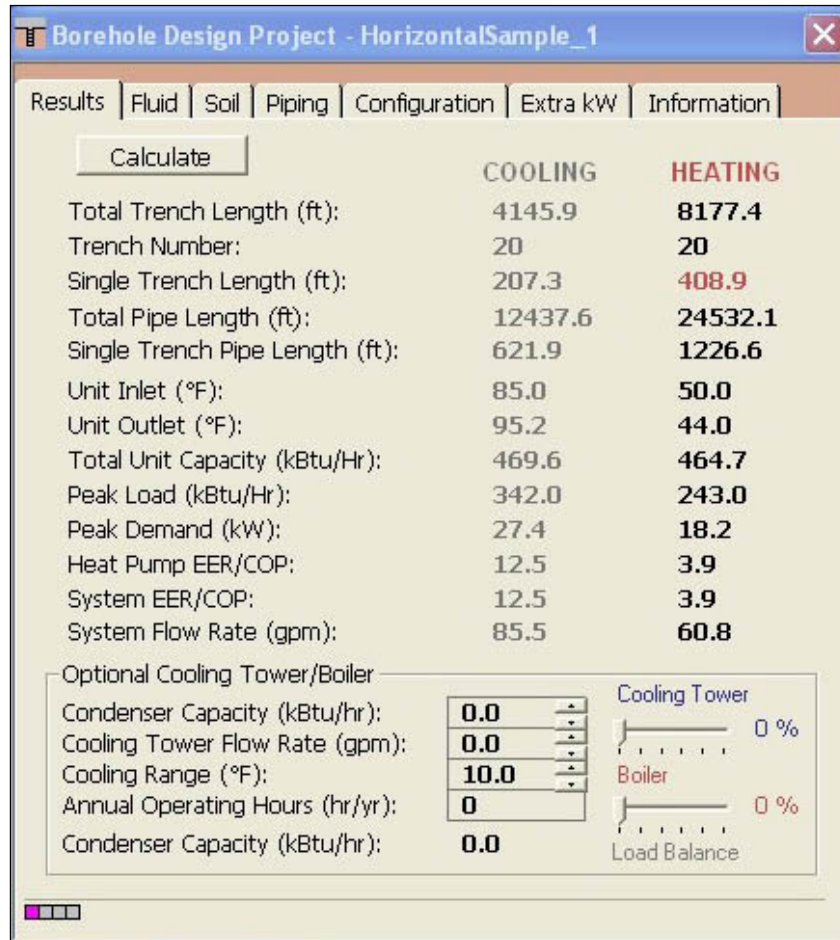 Borehole Design Project - HorizontalSample_1
Results Fluid Soil Piping Configuration Extra kW Information
Calculate COOLING HEATING
Total Trench Length (ft): 4145.9 8177.4
Trench Number: 20 20
Single Trench Length (ft): 207.3 408.9
Total Pipe Length (ft): 12437.6 24532.1
Single Trench Pipe Length (ft): 621.9 1226.6
Unit Inlet (°F): 85.0 50.0
Unit Outlet (°F): 95.2 44.0
Total Unit Capacity (kBtu/Hr): 469.6 464.7
Peak Load (kBtu/Hr): 342.0 243.0
Peak Demand (kW): 27.4 18.2
Heat Pump EER/COP: 12.5 3.9
System EER/COP: 12.5 3.9
System Flow Rate (gpm): 85.5 60.8
Optional Cooling Tower/Boiler
Condenser Capacity (kBtu/hr): 0.0
Cooling Tower Flow Rate (gpm): 0.0
Cooling Range (°F): 10.0
Annual Operating Hours (hr/yr): 0
Condenser Capacity (kBtu/hr): 0.0
Cooling Tower
0 %
Boiler
0 %
Load Balance